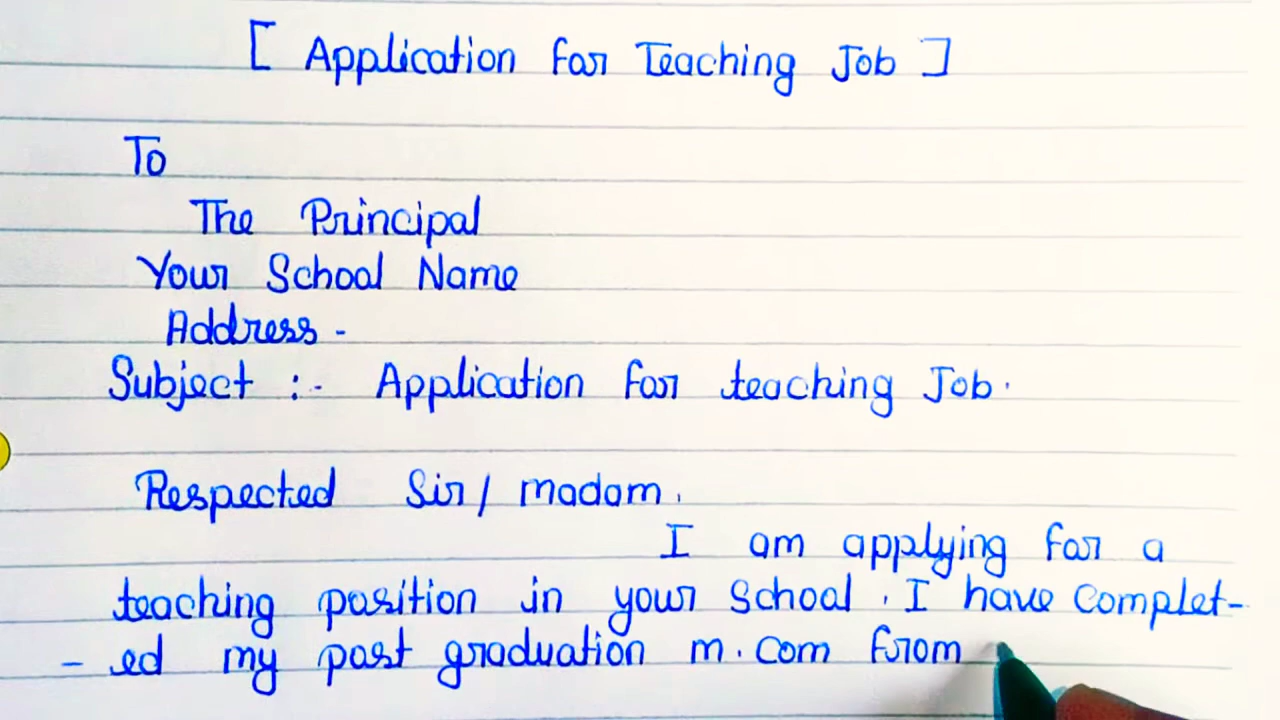 [ Application for Teaching Job ]
To
The Principal
Your School Name
Address -
Subject :- Application for teaching Job.
Respected Sir/ madam.
I am applying for a
teaching position in your School. I have Complet-
- ed my post graduation m.com from